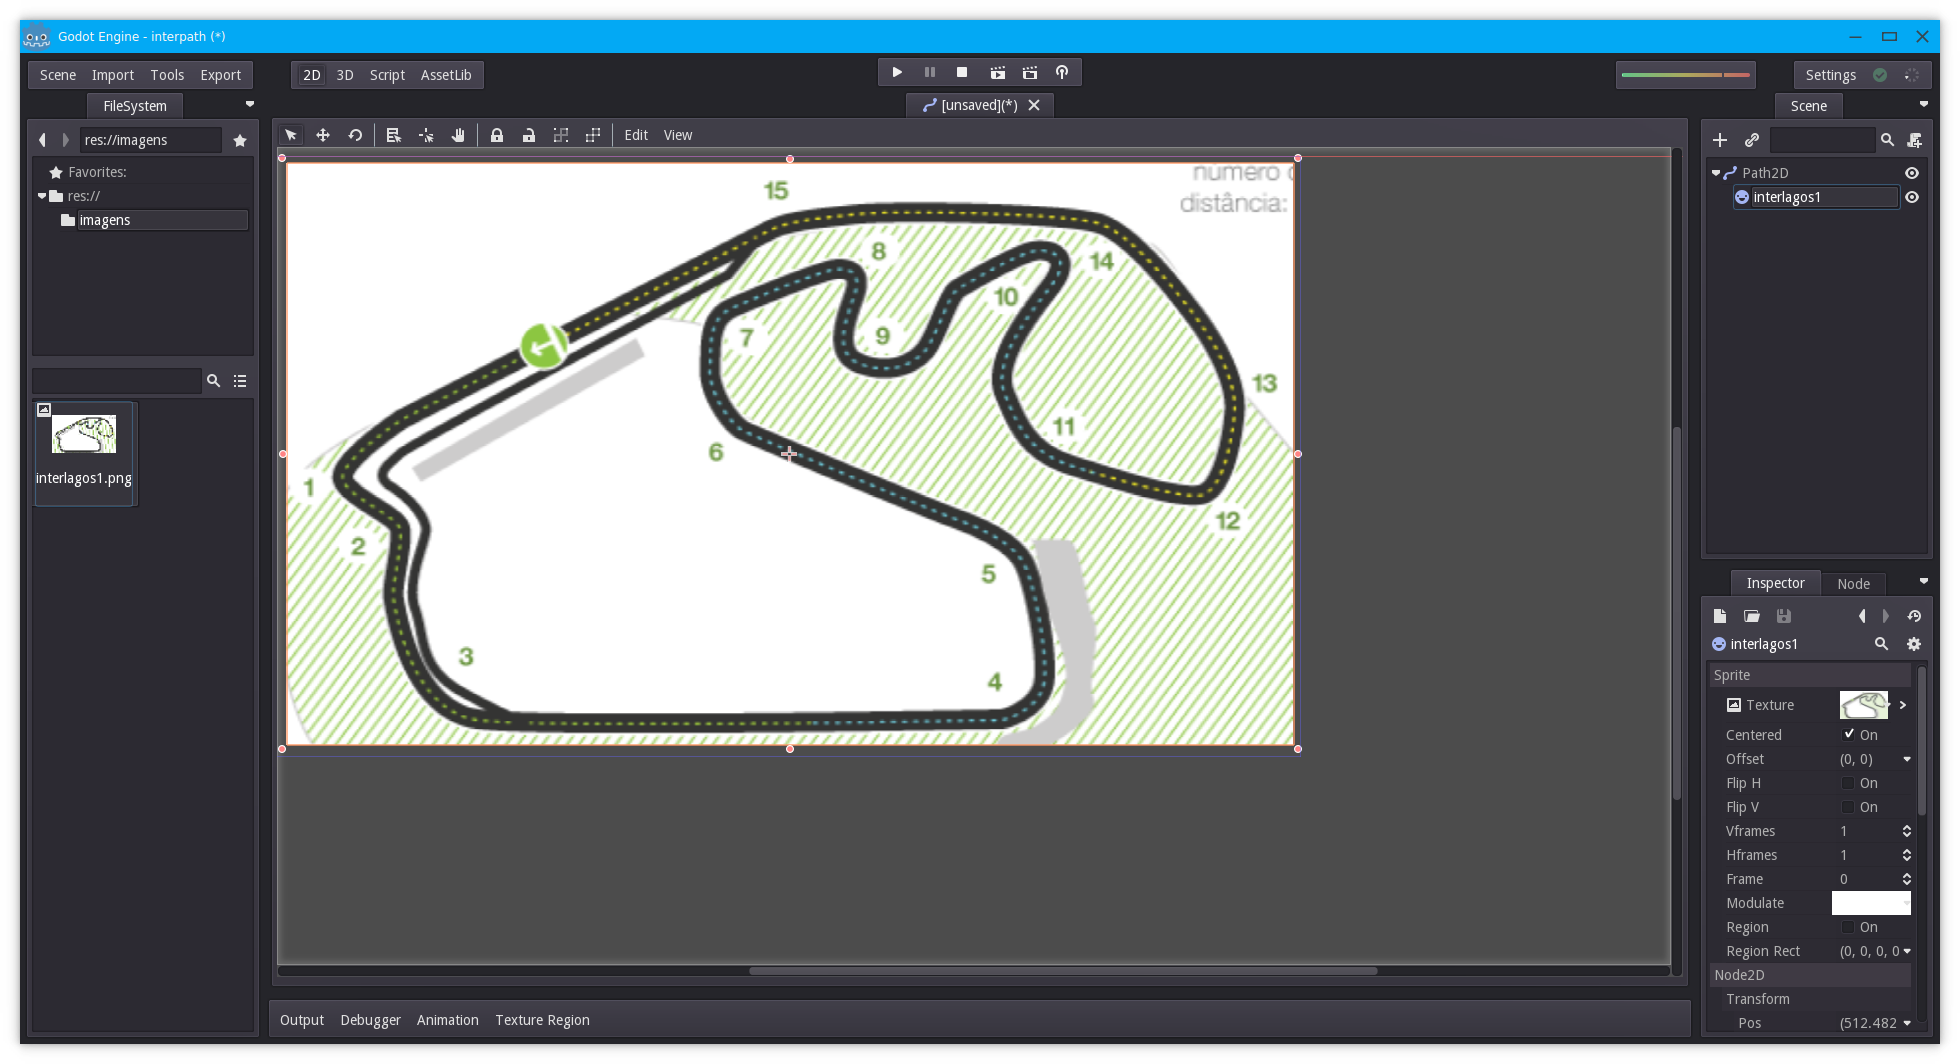 Godot Engine - interpath (*)
Scene Import Tools Export
2D 3D Script AssetLib
Settings
FileSystem
[unsaved](*)
Scene
res://imagens
Edit View
Favorites:
res://
imagens
Path2D
interlagos1
número
distância:
15
8
14
10
7
9
13
11
6
1
12
2
5
3
4
interlagos1.png
Inspector Node
interlagos1
Sprite
Texture
Centered On
Offset (0, 0)
Flip H On
Flip V On
Vframes 1
Hframes 1
Frame 0
Modulate
Region On
Region Rect (0, 0, 0, 0
Node2D
Transform
Pos (512.482
Output Debugger Animation Texture Region